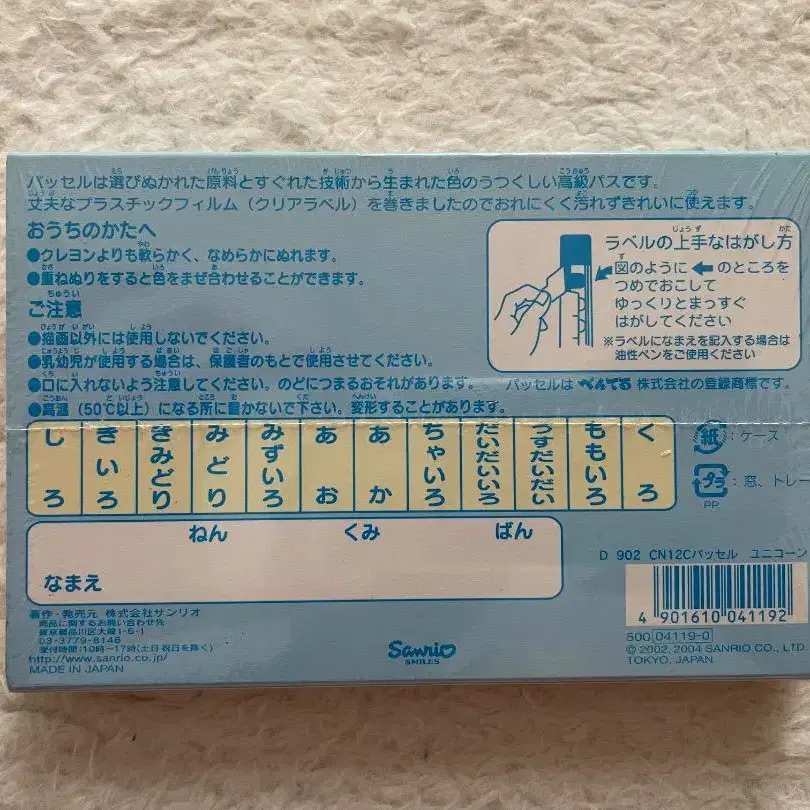 パッセルは選びぬかれた原料とすぐれた技術から生まれた色のうつくしい高級パスです。
丈夫なプラスチックフィルム（クリアラベル）を巻きましたのでおれにくく汚れずきれいに使えます。
おうちのかたへ
●クレヨンよりも軟らかく、なめらかにぬれます。
●重ねぬりをすると色をまぜ合わせることができます。
ご注意
●描画以外には使用しないでください。
●乳幼児が使用する場合は、保護者のもとで使用させてください。
●口に入れないよう注意してください。のどにつまるおそれがあります。
●高温（50℃以上）になる所に置かないで下さい。変形することがあります。
ラベルの上手なはがし方
図のように←のところを
つめでおこして
ゆっくりとまっすぐ
はがしてください
※ラベルになまえを記入する場合は
油性ペンをご使用ください
パッセルは ぺんてる 株式会社の登録商標です。
しろ
きいろ
きみどり
みどり
みずいろ
あお
あか
ちゃいろ
だいだいいろ
うすだいだい
ももいろ
くろ
紙：ケース
プラ：窓、トレー
PP
ねん くみ ばん
なまえ
D 902 CN12Cパッセル ユニコーン
4 901610 041192
500 04119-0
© 2002, 2004 SANRIO CO., LTD.
TOKYO, JAPAN
著作・発売元 株式会社サンリオ
商品に関するお問い合わせ先
東京都品川区大崎1-6-1
03-3779-8148
受付時間：10時〜17時（土日祝日を除く）
http://www.sanrio.co.jp/
MADE IN JAPAN
Sanrio
SMILES